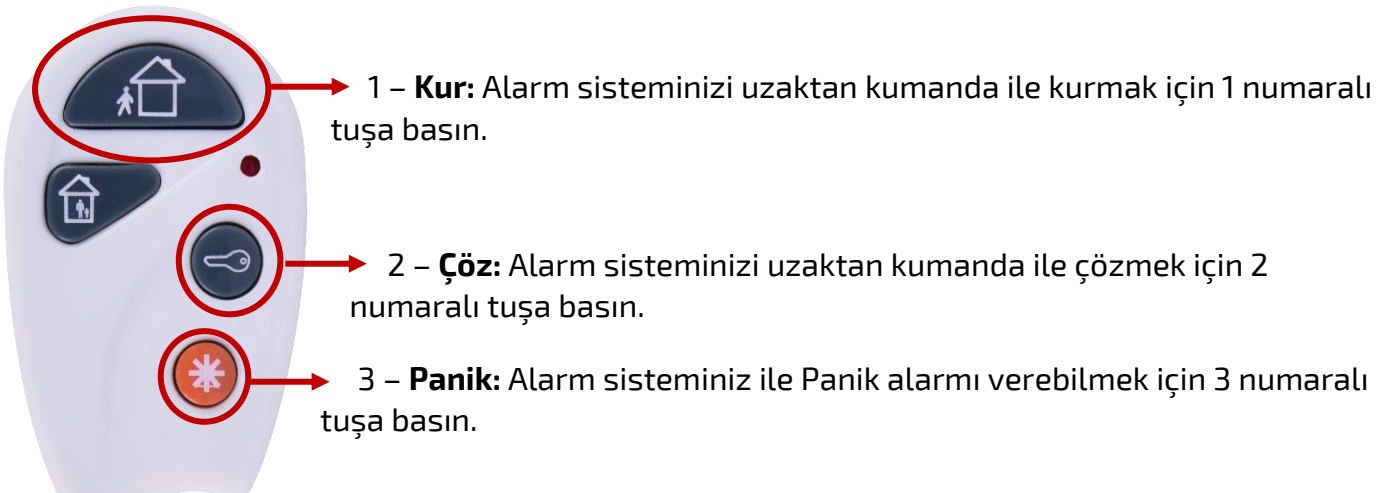 1 – Kur: Alarm sisteminizi uzaktan kumanda ile kurmak için 1 numaralı
tuşa basın.
2 – Çöz: Alarm sisteminizi uzaktan kumanda ile çözmek için 2
numaralı tuşa basın.
3 – Panik: Alarm sisteminiz ile Panik alarmı verebilmek için 3 numaralı
tuşa basın.